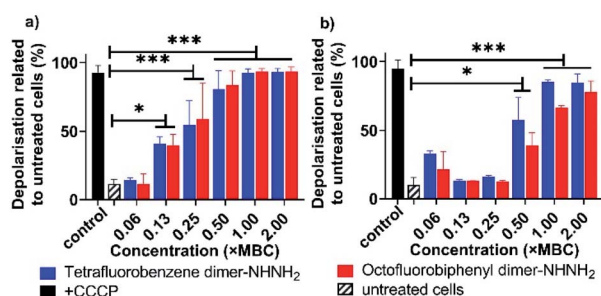 a)
Depolarisation related
to untreated cells (%)
100
50
0
***
***
*
control
0.06
0.13
0.25
0.50
1.00
2.00
Concentration (×MBC)
b)
Depolarisation related
to untreated cells (%)
100
50
0
***
*
control
0.06
0.13
0.25
0.50
1.00
2.00
Concentration (×MBC)
Tetrafluorobenzene dimer-NHNH₂
Octofluorobiphenyl dimer-NHNH₂
+CCCP
untreated cells